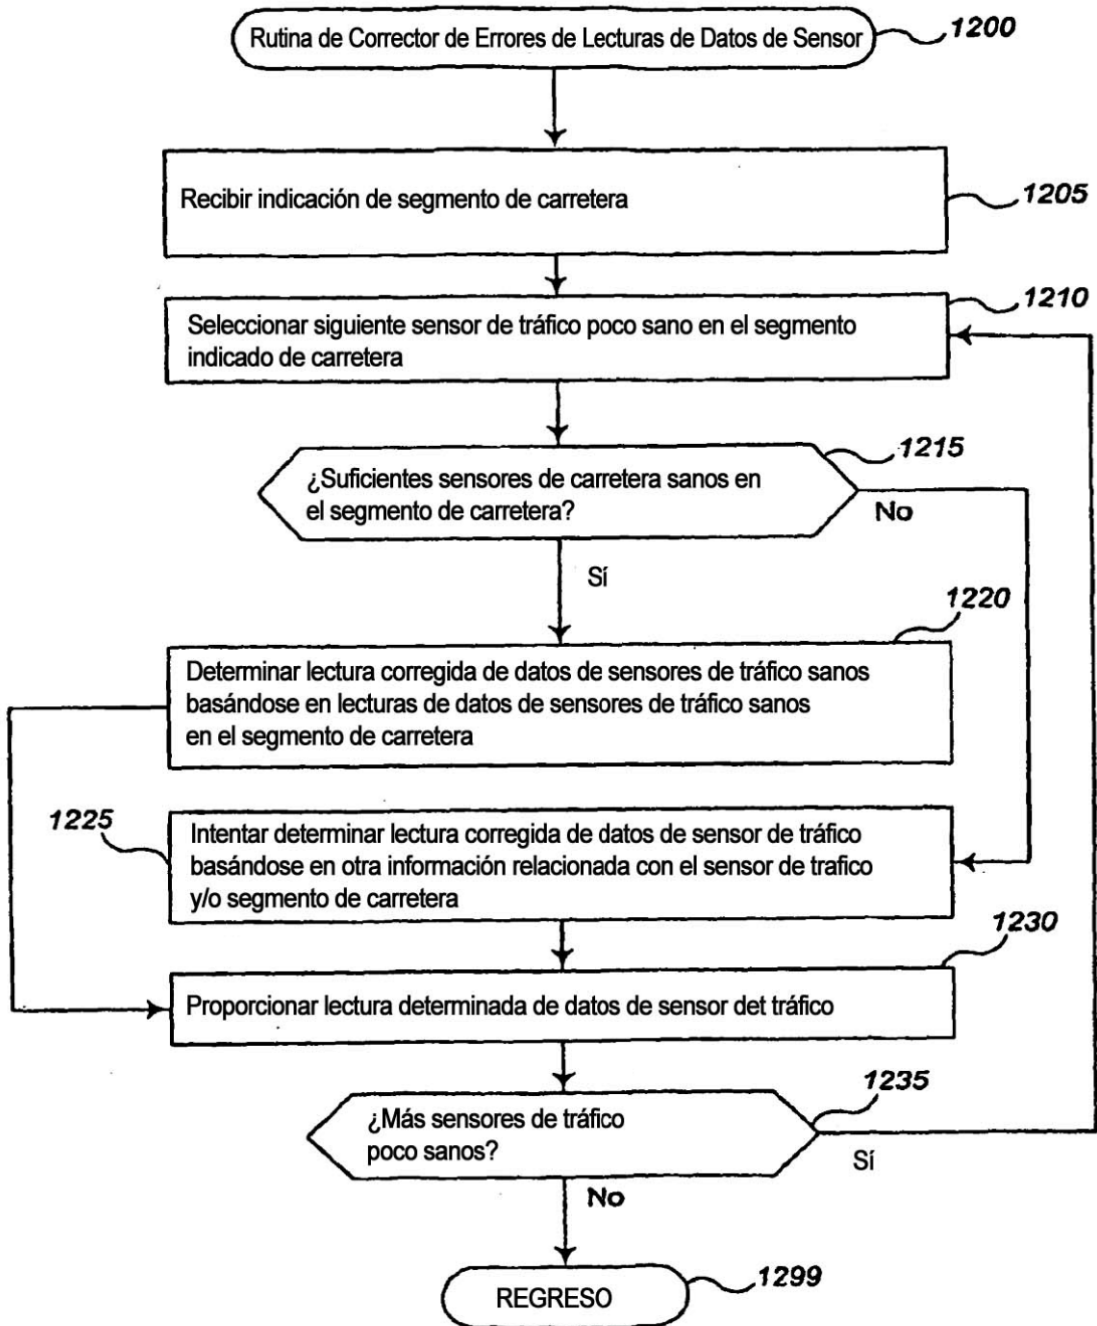 Rutina de Corrector de Errores de Lecturas de Datos de Sensor
1200
Recibir indicación de segmento de carretera
1205
1210
Seleccionar siguiente sensor de tráfico poco sano en el segmento
indicado de carretera
1215
¿Suficientes sensores de carretera sanos en
el segmento de carretera?
No
Sí
1220
Determinar lectura corregida de datos de sensores de tráfico sanos
basándose en lecturas de datos de sensores de tráfico sanos
en el segmento de carretera
1225
Intentar determinar lectura corregida de datos de sensor de tráfico
basándose en otra información relacionada con el sensor de trafico
y/o segmento de carretera
1230
Proporcionar lectura determinada de datos de sensor det tráfico
1235
¿Más sensores de tráfico
poco sanos?
Sí
No
REGRESO
1299